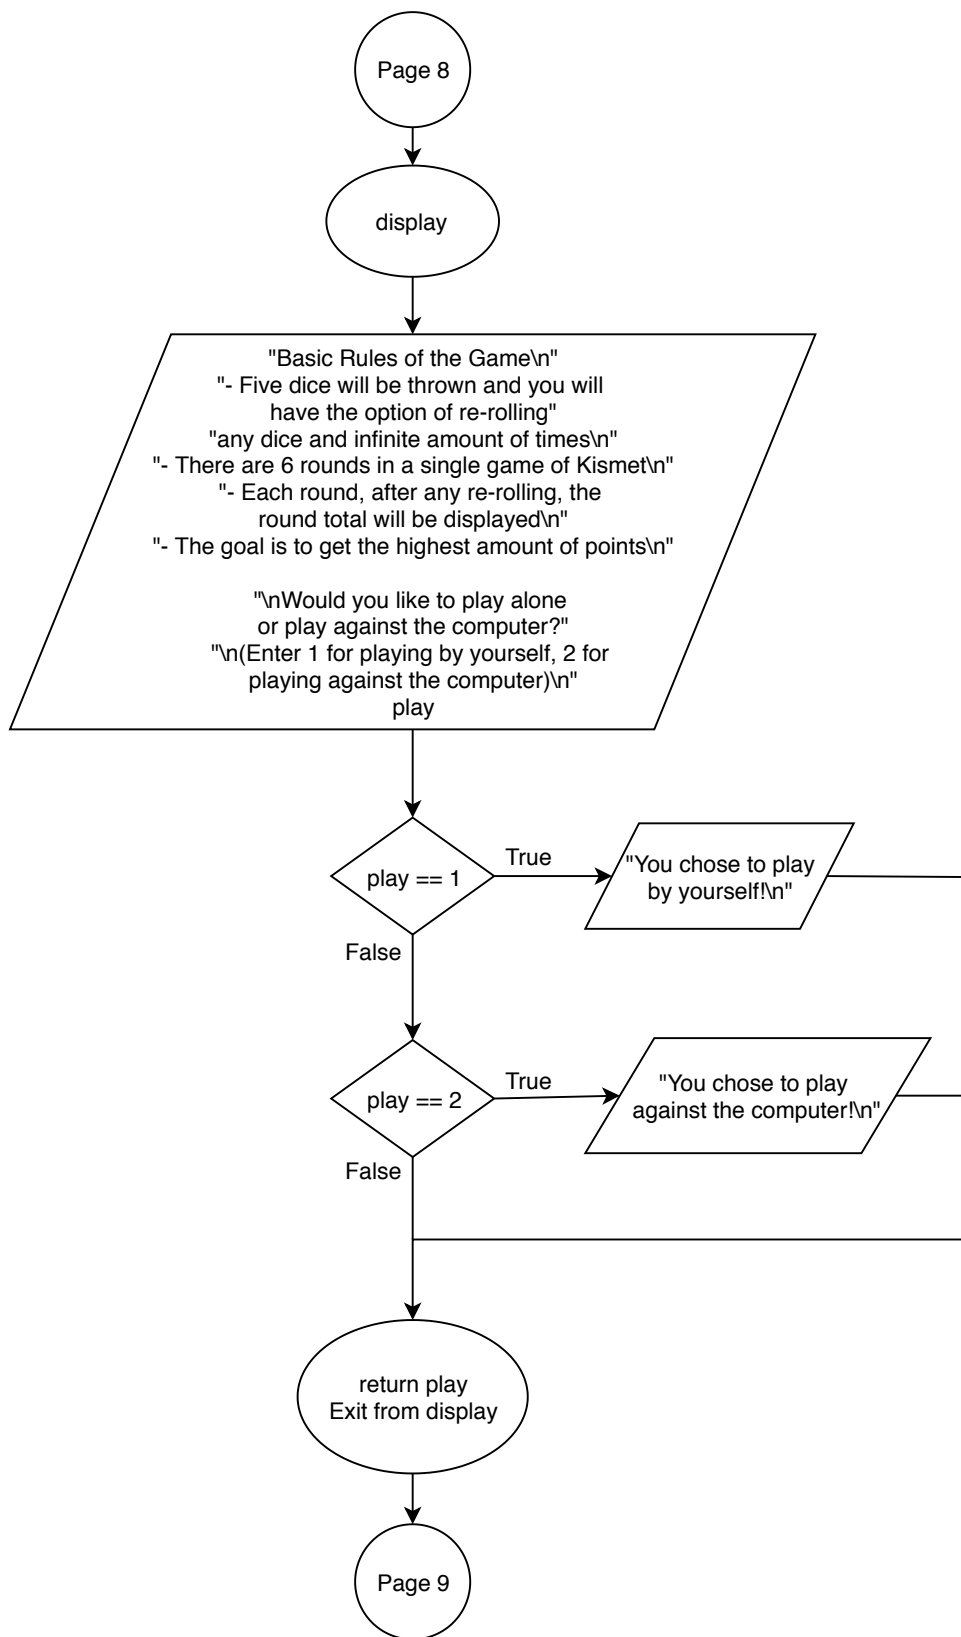 Page 8
display
"Basic Rules of the Game\n"
"- Five dice will be thrown and you will
have the option of re-rolling"
"any dice and infinite amount of times\n"
"- There are 6 rounds in a single game of Kismet\n"
"- Each round, after any re-rolling, the
round total will be displayed\n"
"- The goal is to get the highest amount of points\n"
"\nWould you like to play alone
or play against the computer?"
"\n(Enter 1 for playing by yourself, 2 for
playing against the computer)\n"
play
play == 1
True
"You chose to play
by yourself!\n"
False
play == 2
True
"You chose to play
against the computer!\n"
False
return play
Exit from display
Page 9